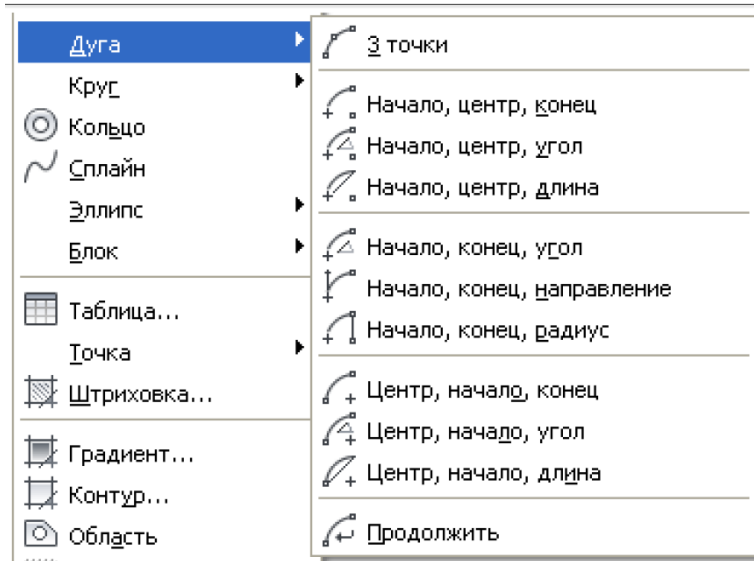 Дуга
Круг
Кольцо
Сплайн
Эллипс
Блок
Таблица...
Точка
Штриховка...
Градиент...
Контур...
Область
3 точки
Начало, центр, конец
Начало, центр, угол
Начало, центр, длина
Начало, конец, угол
Начало, конец, направление
Начало, конец, радиус
Центр, начало, конец
Центр, начало, угол
Центр, начало, длина
Продолжить